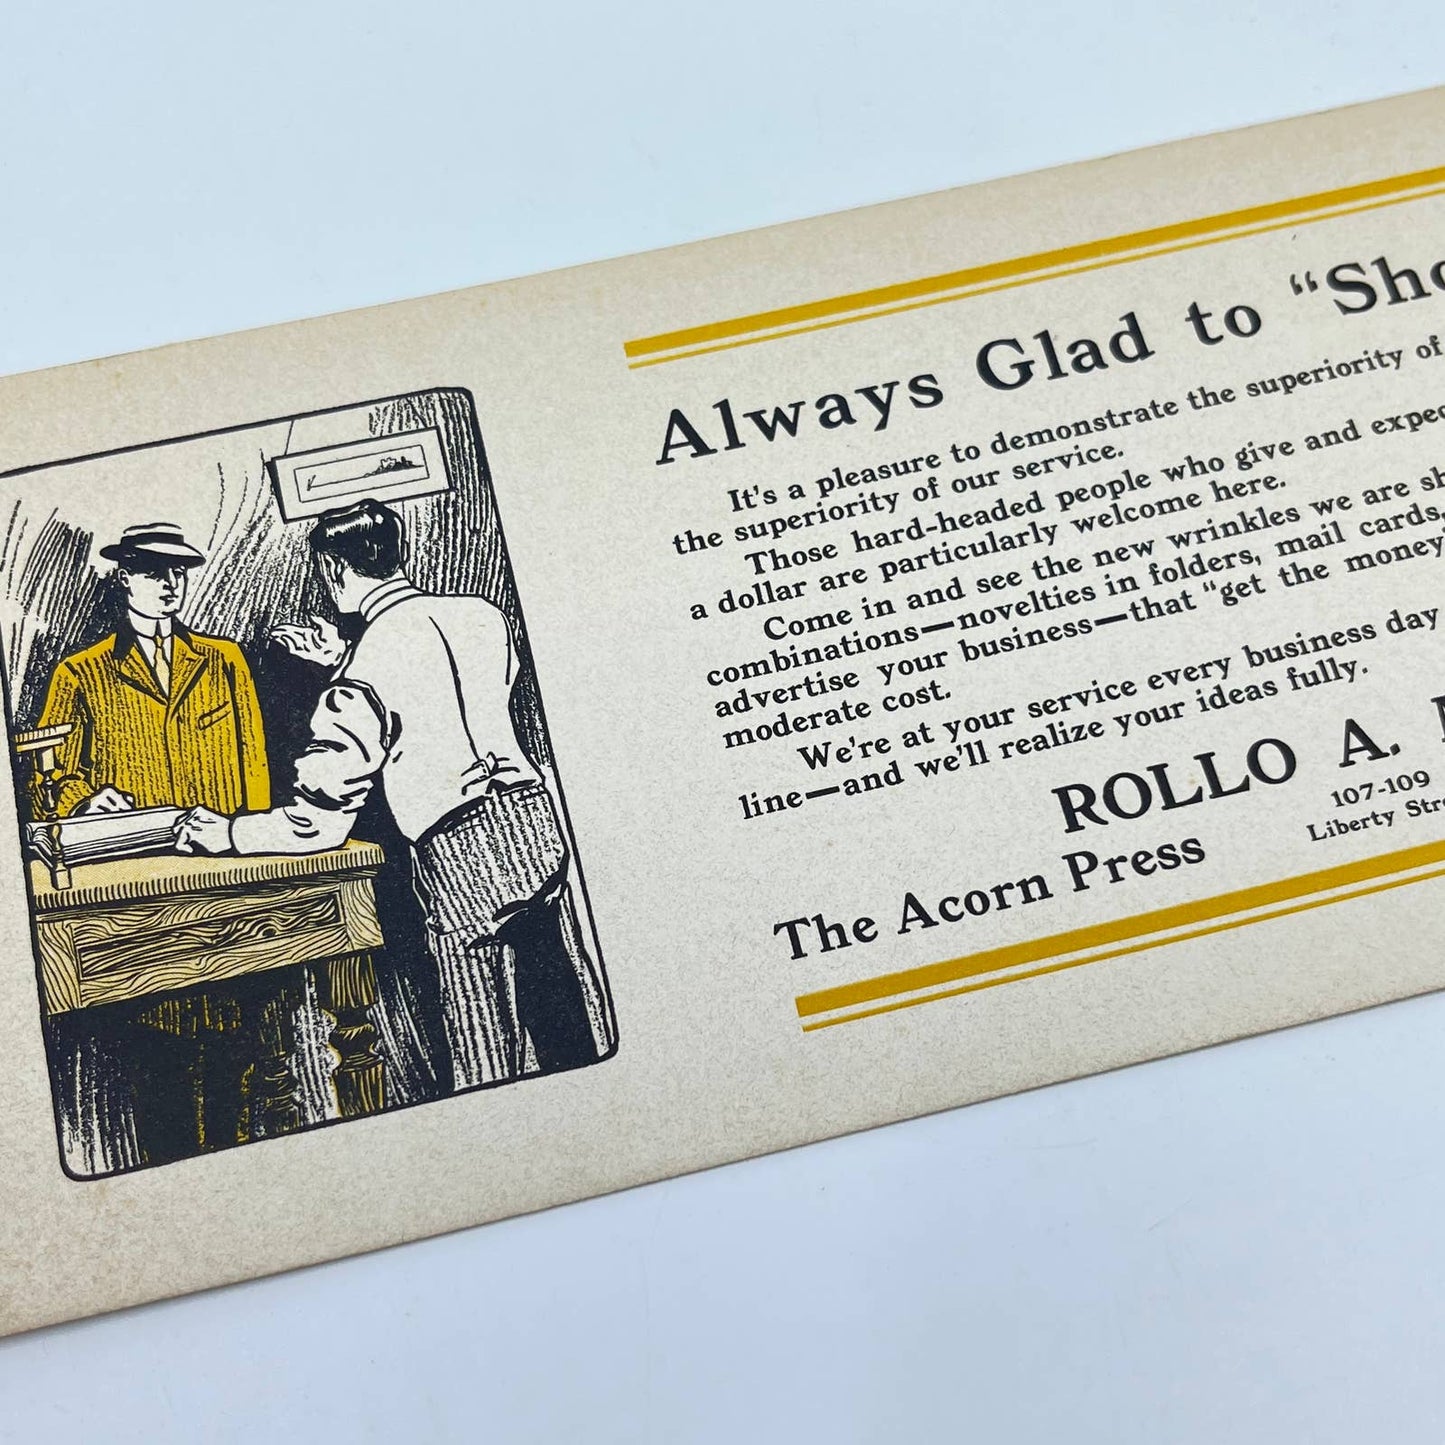 Always Glad to "Sho
It's a pleasure to demonstrate the superiority of
the superiority of our service.
Those hard-headed people who give and expec
a dollar are particularly welcome here.
Come in and see the new wrinkles we are sh
combinations—novelties in folders, mail cards,
advertise your business—that "get the money
moderate cost.
We're at your service every business day
line—and we'll realize your ideas fully.
ROLLO A.
The Acorn Press
107-109
Liberty Stre